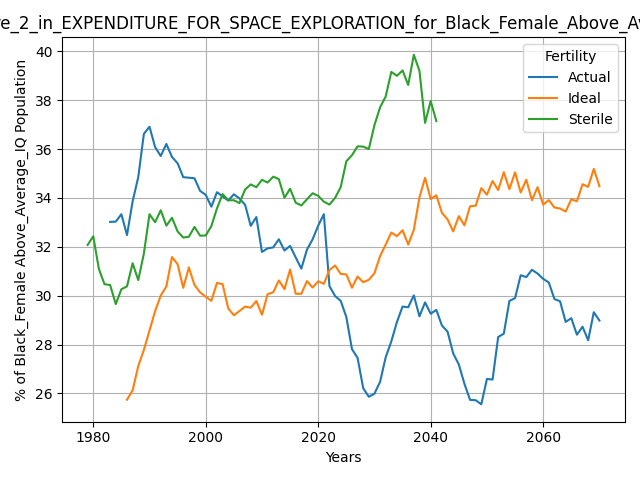 re_2_in_EXPENDITURE_FOR_SPACE_EXPLORATION_for_Black_Female_Above_Av
% of Black_Female Above_Average_IQ Population
40
38
36
34
32
30
28
26
1980
2000
2020
2040
2060
Years
Fertility
Actual
Ideal
Sterile